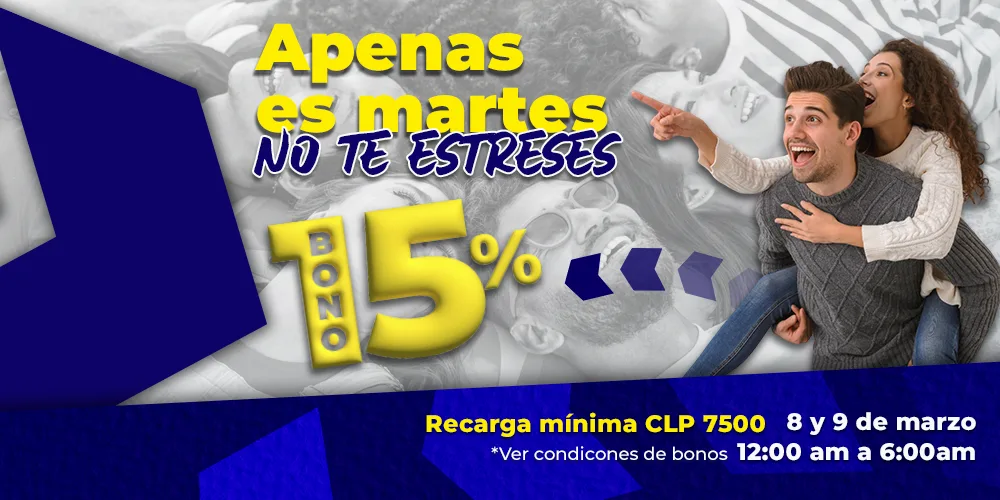 Apenas
es martes
NO TE ESTRESES
BONO
15%
Recarga mínima CLP 7500 8 y 9 de marzo
*Ver condicones de bonos 12:00 am a 6:00am